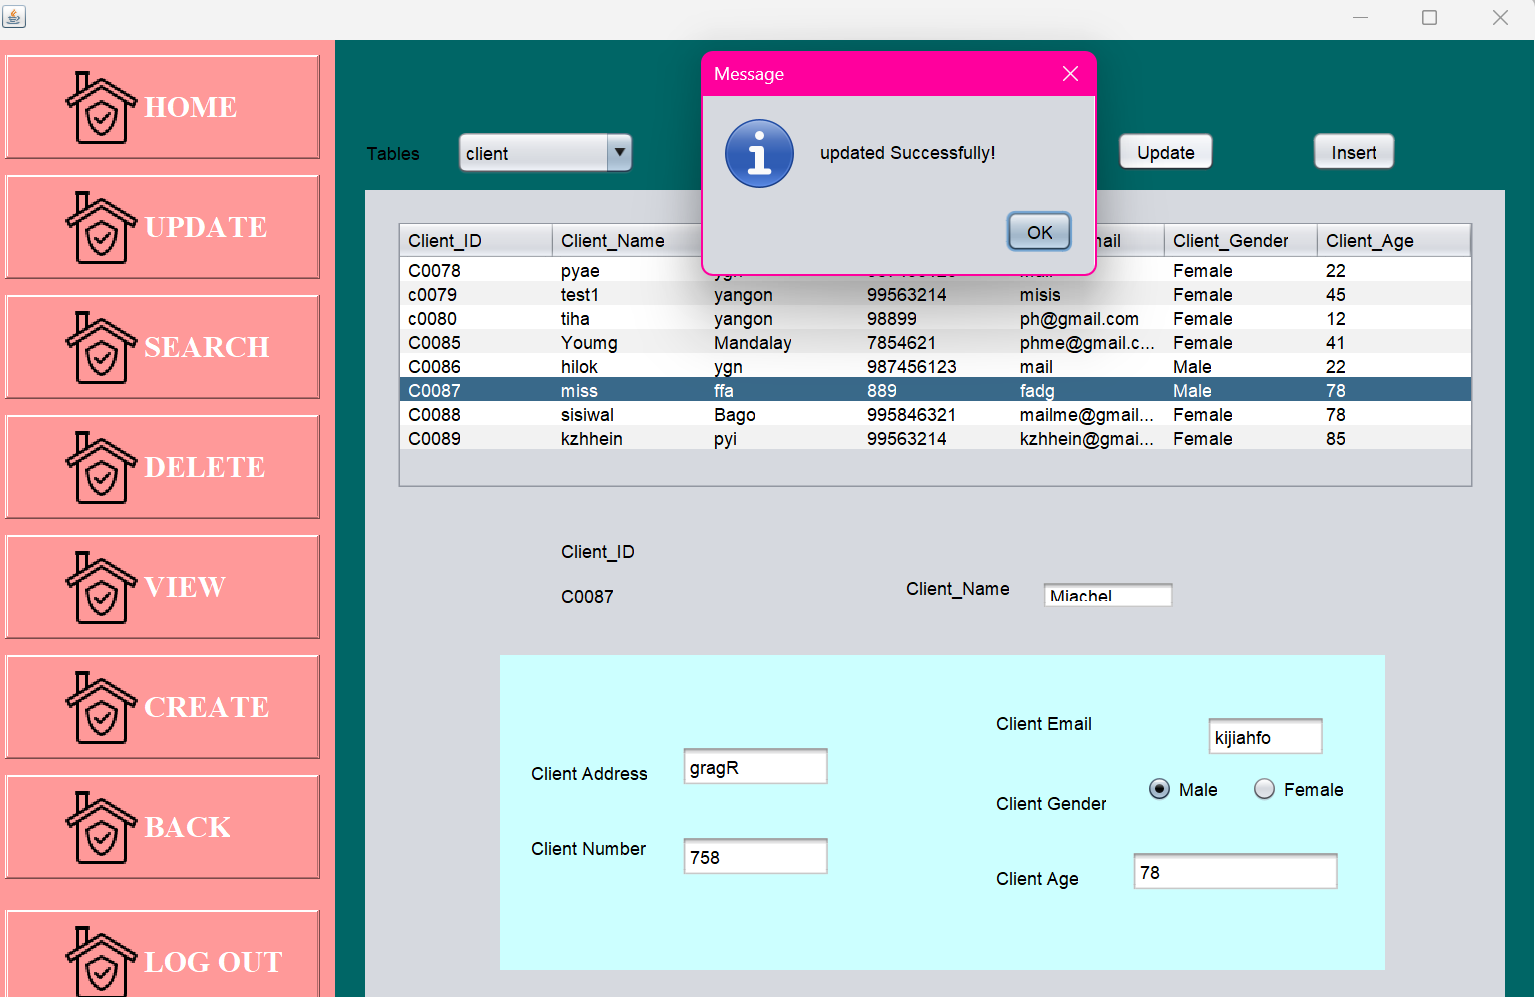 Message
HOME
Tables
client
updated Successfully!
Update
Insert
UPDATE
OK
Client_ID Client_Name ail Client_Gender Client_Age
C0078 pyae Female 22
c0079 test1 yangon 99563214 misis Female 45
c0080 tiha yangon 98899 ph@gmail.com Female 12
SEARCH
C0085 Youmg Mandalay 7854621 phme@gmail.c... Female 41
C0086 hilok ygn 987456123 mail Male 22
C0087 miss ffa 889 fadg Male 78
C0088 sisiwal Bago 995846321 mailme@gmail... Female 78
C0089 kzhhein pyi 99563214 kzhhein@gmai... Female 85
DELETE
Client_ID
VIEW
C0087
Client_Name
Miachel
CREATE
Client Email
kijiahfo
Client Address
gragR
Client Gender
Male
Female
BACK
Client Number
758
Client Age
78
LOG OUT